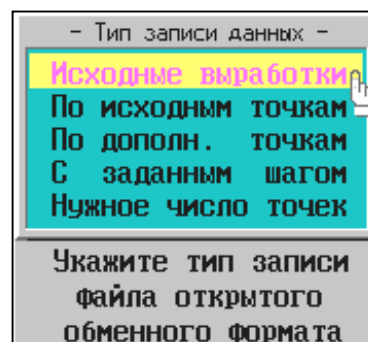 - Тип записи данных -
Исходные выработки
По исходным точкам
По дополн. точкам
С заданным шагом
Нужное число точек
Укажите тип записи
файла открытого
обменного формата